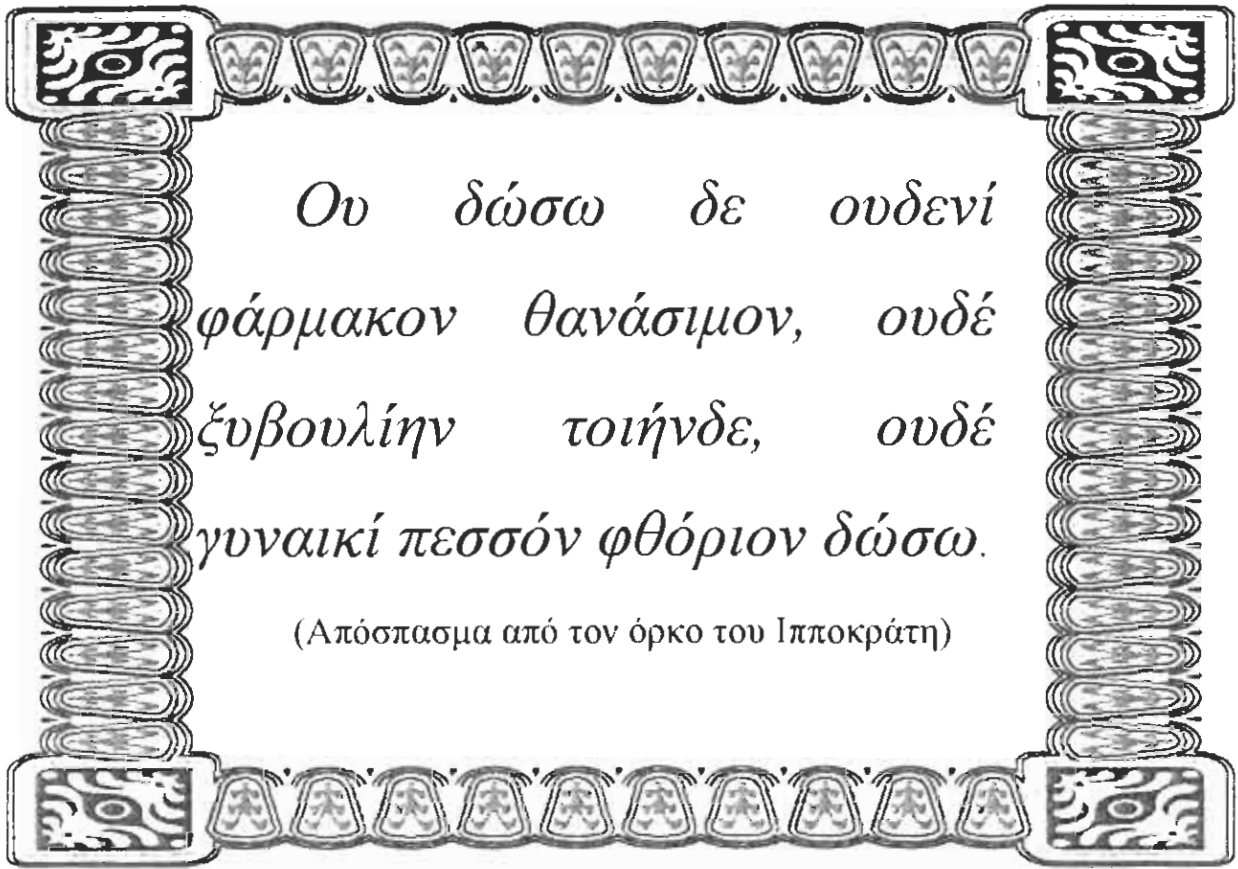 Ου δώσω δε ουδενί
φάρμακον θανάσιμον, ουδέ
ξυβουλίην τοιήνδε, ουδέ
γυναικί πεσσόν φθόριον δώσω.
(Απόσπασμα από τον όρκο του Ιπποκράτη)